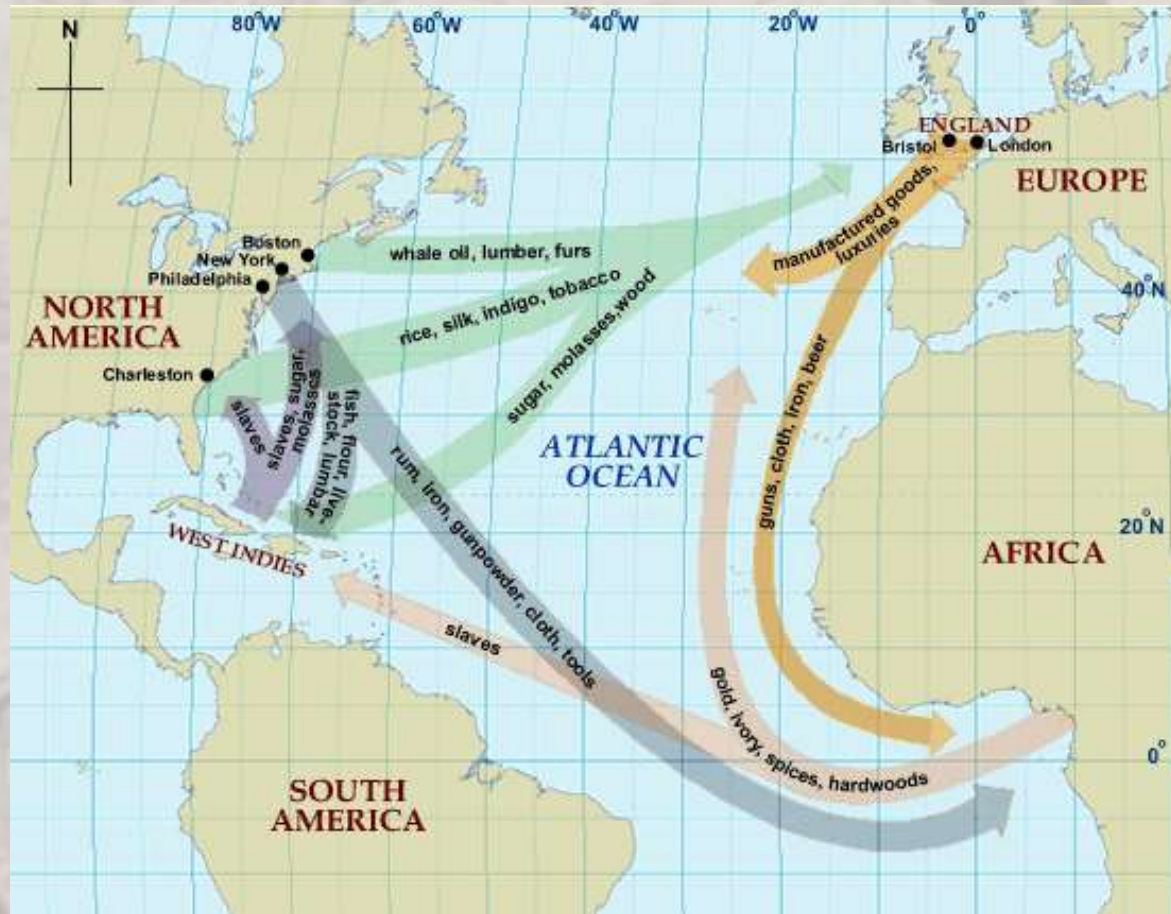 N
80°W
60°W
40°W
20°W
0°
ENGLAND
Bristol
London
EUROPE
manufactured goods,
luxuries
Boston
New York
Philadelphia
whale oil, lumber, furs
40°N
NORTH
AMERICA
rice, silk, indigo, tobacco
Charleston
sugar, molasses,wood
slaves
slaves, sugar,
molasses
fish, flour, live-
stock, lumbar
guns, cloth, iron, beer
ATLANTIC
OCEAN
rum, iron, gunpowder, cloth, tools
20°N
WEST INDIES
AFRICA
slaves
gold, ivory, spices, hardwoods
0°
SOUTH
AMERICA